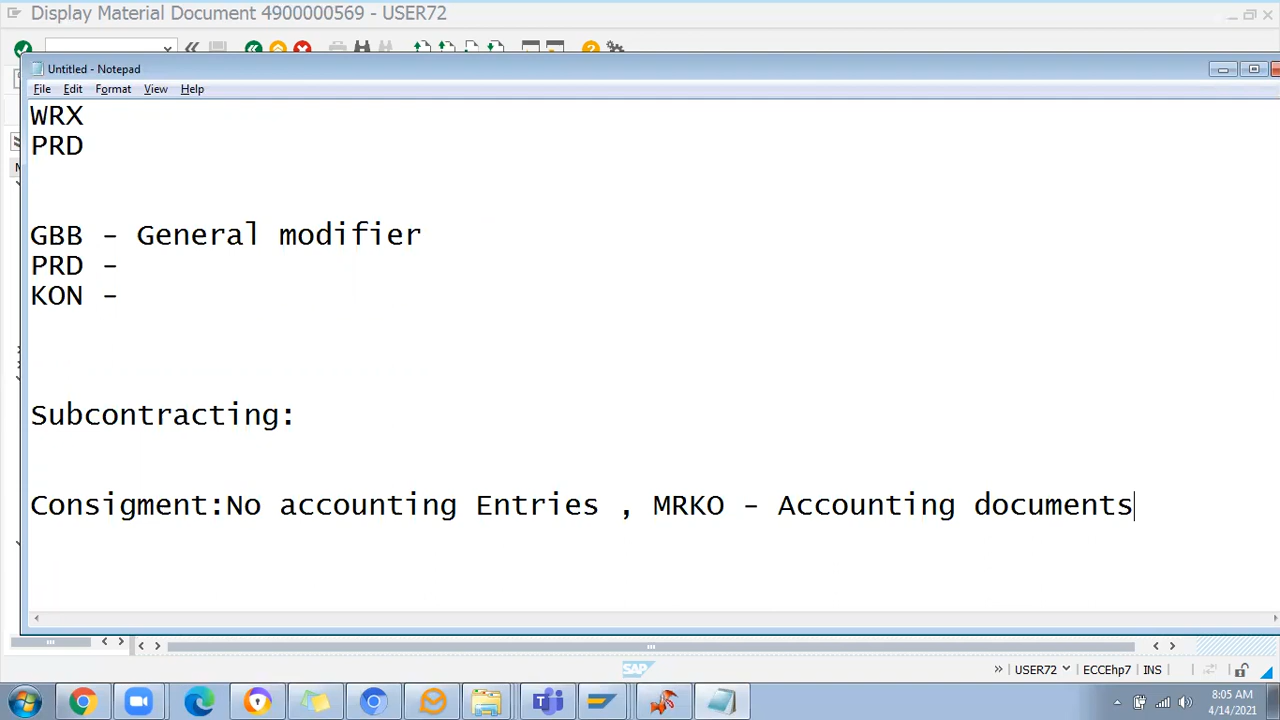 Display Material Document 4900000569 - USER72
Untitled - Notepad
File Edit Format View Help
WRX
PRD
GBB - General modifier
PRD -
KON -
Subcontracting:
Consigment:No accounting Entries , MRKO - Accounting documents
SAP
» USER72 ECCEhp7 INS
8:05 AM
4/14/2021